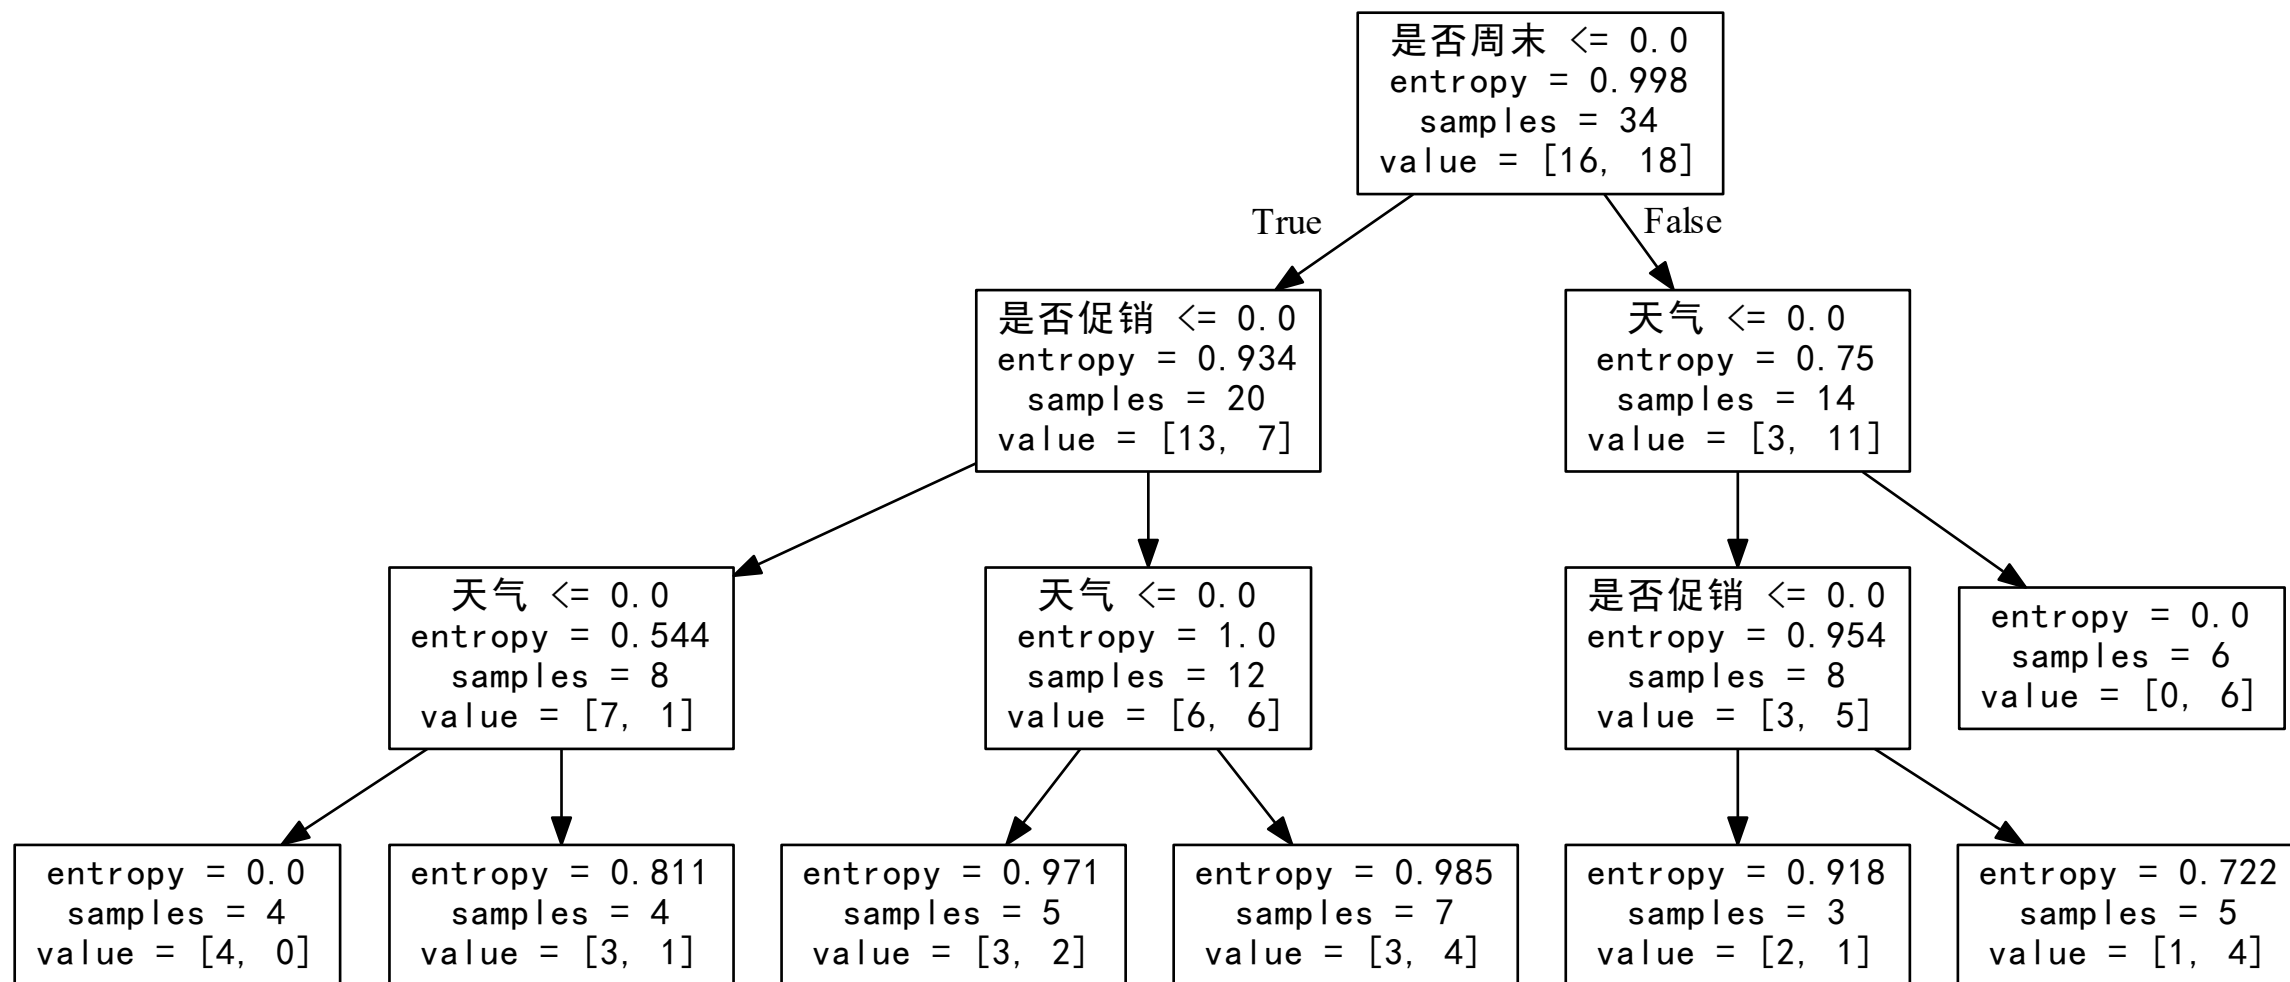 是否周末 <= 0.0
entropy = 0.998
samples = 34
value = [16, 18]
True
False
是否促销 <= 0.0
entropy = 0.934
samples = 20
value = [13, 7]
天气 <= 0.0
entropy = 0.75
samples = 14
value = [3, 11]
天气 <= 0.0
entropy = 0.544
samples = 8
value = [7, 1]
天气 <= 0.0
entropy = 1.0
samples = 12
value = [6, 6]
是否促销 <= 0.0
entropy = 0.954
samples = 8
value = [3, 5]
entropy = 0.0
samples = 6
value = [0, 6]
entropy = 0.0
samples = 4
value = [4, 0]
entropy = 0.811
samples = 4
value = [3, 1]
entropy = 0.971
samples = 5
value = [3, 2]
entropy = 0.985
samples = 7
value = [3, 4]
entropy = 0.918
samples = 3
value = [2, 1]
entropy = 0.722
samples = 5
value = [1, 4]